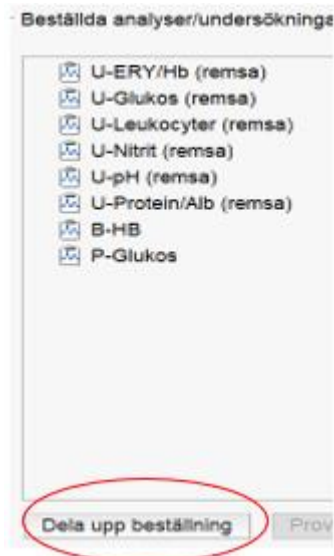 Beställda analyser/undersökninga
U-ERY/Hb (remsa)
U-Glukos (remsa)
U-Leukocyter (remsa)
U-Nitrit (remsa)
U-pH (remsa)
U-Protein/Alb (remsa)
B-HB
P-Glukos
Dela upp beställning Prov